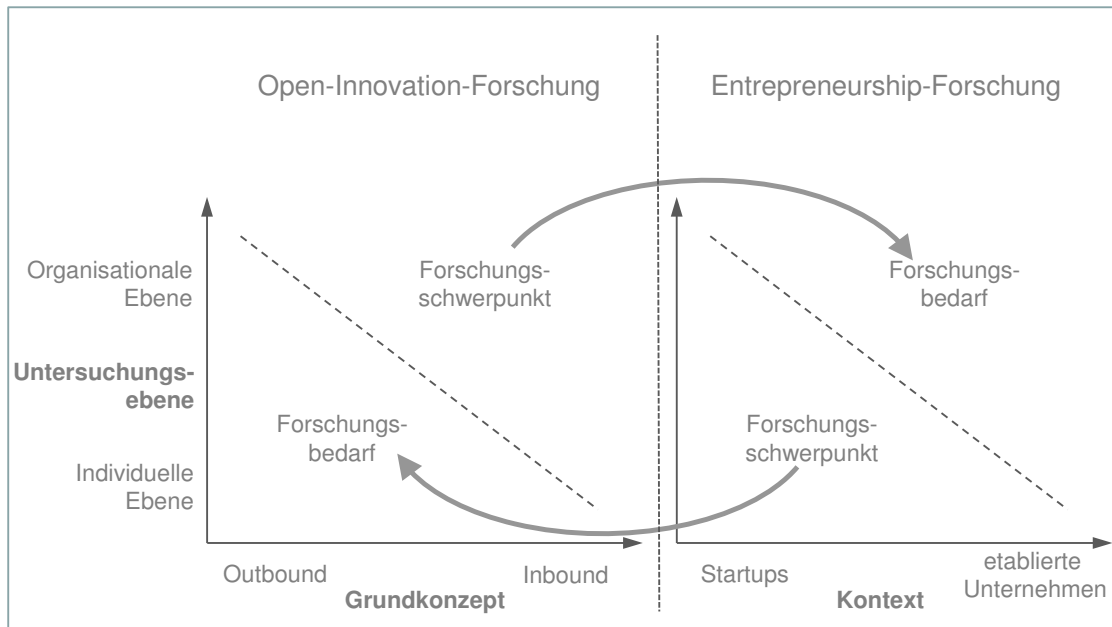 Open-Innovation-Forschung
Entrepreneurship-Forschung
Organisationale
Ebene
Forschungs-
schwerpunkt
Forschungs-
bedarf
Untersuchungs-
ebene
Forschungs-
bedarf
Forschungs-
schwerpunkt
Individuelle
Ebene
Outbound
Inbound
Grundkonzept
Startups
etablierte
Unternehmen
Kontext